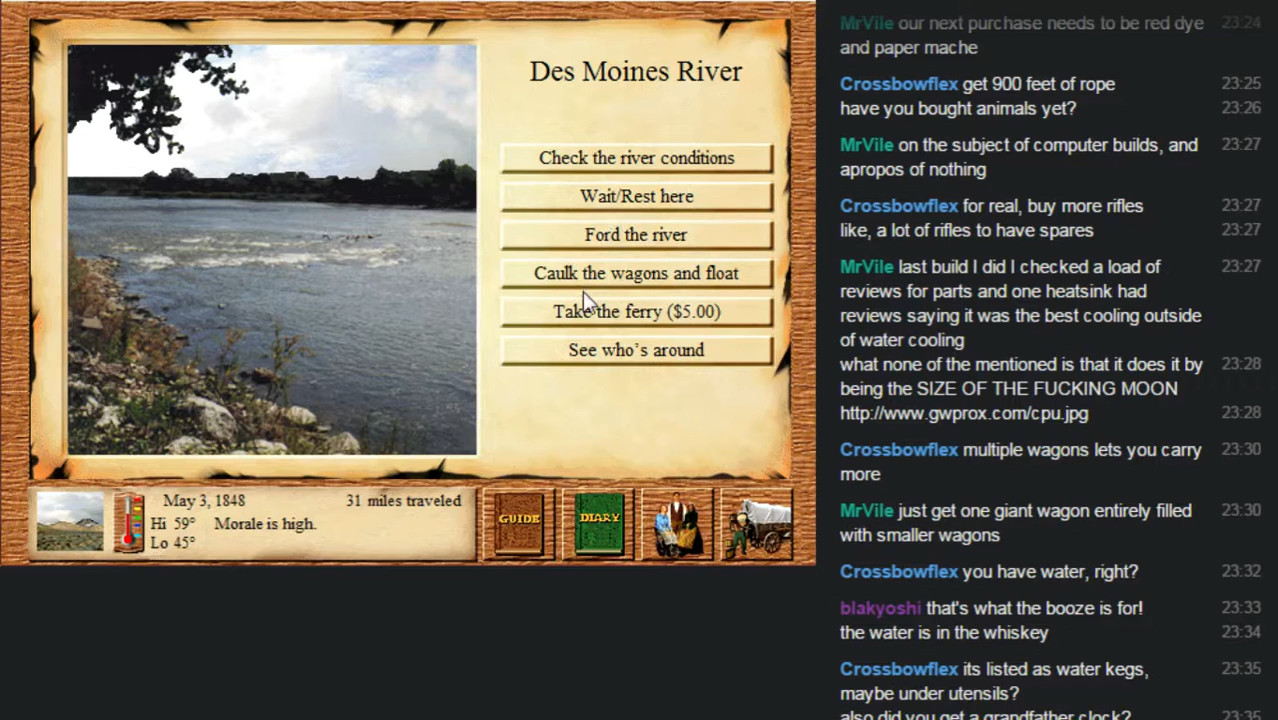 Des Moines River
Check the river conditions
Wait/Rest here
Ford the river
Caulk the wagons and float
Take the ferry ($5.00)
See who's around
May 3, 1848
31 miles traveled
Hi 59°
Morale is high.
Lo 45°
GUIDE
DIARY
MrVile our next purchase needs to be red dye 23:24
and paper mache
Crossbowflex get 900 feet of rope 23:25
have you bought animals yet? 23:26
MrVile on the subject of computer builds, and 23:27
apropos of nothing
Crossbowflex for real, buy more rifles 23:27
like, a lot of rifles to have spares 23:27
MrVile last build I did I checked a load of 23:27
reviews for parts and one heatsink had
reviews saying it was the best cooling outside
of water cooling
what none of the mentioned is that it does it by 23:28
being the SIZE OF THE FUCKING MOON
http://www.gwprox.com/cpu.jpg 23:28
Crossbowflex multiple wagons lets you carry 23:30
more
MrVile just get one giant wagon entirely filled 23:30
with smaller wagons
Crossbowflex you have water, right? 23:32
blakyoshi that's what the booze is for! 23:33
the water is in the whiskey 23:34
Crossbowflex its listed as water kegs, 23:35
maybe under utensils?
also did you get a grandfather clock? 23:35